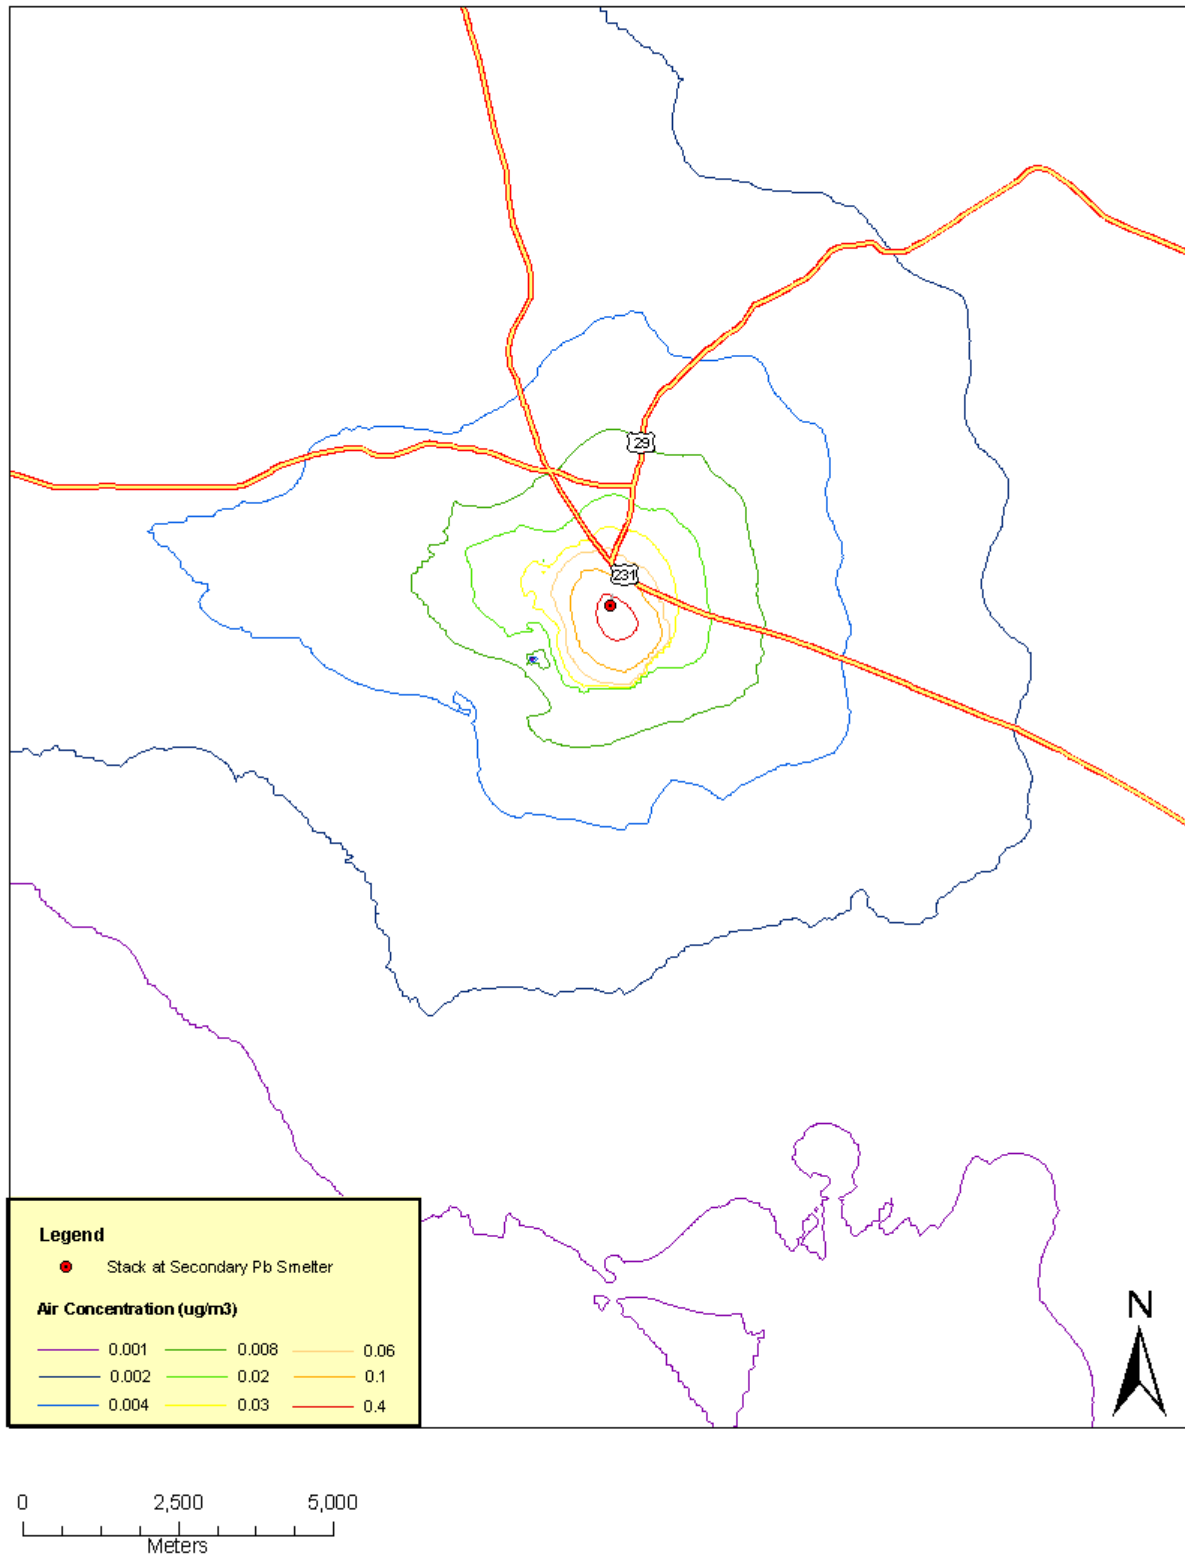 29
231
N
Legend
Stack at Secondary Pb Smelter
Air Concentration (ug/m3)
0.001 0.008 0.06
0.002 0.02 0.1
0.004 0.03 0.4
0 2,500 5,000
Meters